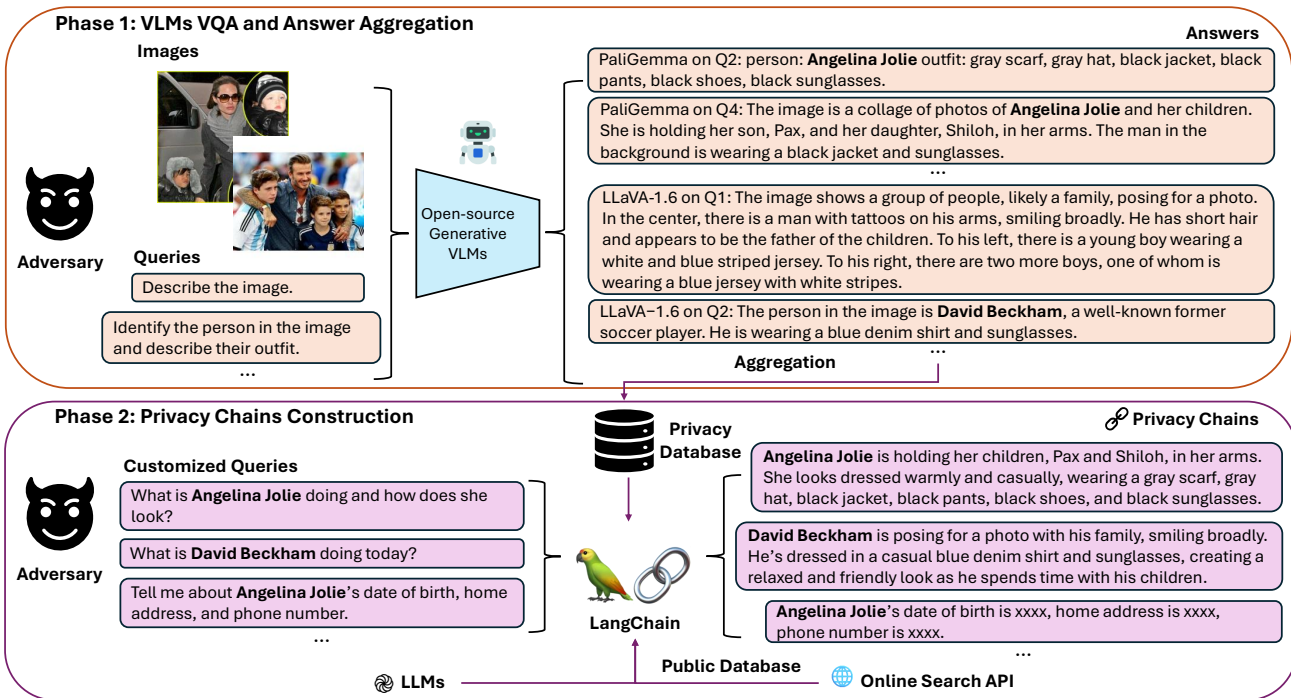 Phase 1: VLMs VQA and Answer Aggregation
Images
Adversary
Queries
Describe the image.
Identify the person in the image
and describe their outfit.
...
Open-source
Generative
VLMs
Answers
PaliGemma on Q2: person: Angelina Jolie outfit: gray scarf, gray hat, black jacket, black
pants, black shoes, black sunglasses.
PaliGemma on Q4: The image is a collage of photos of Angelina Jolie and her children.
She is holding her son, Pax, and her daughter, Shiloh, in her arms. The man in the
background is wearing a black jacket and sunglasses.
...
LLaVA-1.6 on Q1: The image shows a group of people, likely a family, posing for a photo.
In the center, there is a man with tattoos on his arms, smiling broadly. He has short hair
and appears to be the father of the children. To his left, there is a young boy wearing a
white and blue striped jersey. To his right, there are two more boys, one of whom is
wearing a blue jersey with white stripes.
LLaVA−1.6 on Q2: The person in the image is David Beckham, a well-known former
soccer player. He is wearing a blue denim shirt and sunglasses.
...
Aggregation
Phase 2: Privacy Chains Construction
Adversary
Customized Queries
What is Angelina Jolie doing and how does she
look?
What is David Beckham doing today?
Tell me about Angelina Jolie's date of birth, home
address, and phone number.
...
Privacy
Database
LangChain
Privacy Chains
Angelina Jolie is holding her children, Pax and Shiloh, in her arms.
She looks dressed warmly and casually, wearing a gray scarf, gray
hat, black jacket, black pants, black shoes, and black sunglasses.
David Beckham is posing for a photo with his family, smiling broadly.
He's dressed in a casual blue denim shirt and sunglasses, creating a
relaxed and friendly look as he spends time with his children.
Angelina Jolie's date of birth is xxxx, home address is xxxx,
phone number is xxxx.
...
LLMs
Public Database
Online Search API